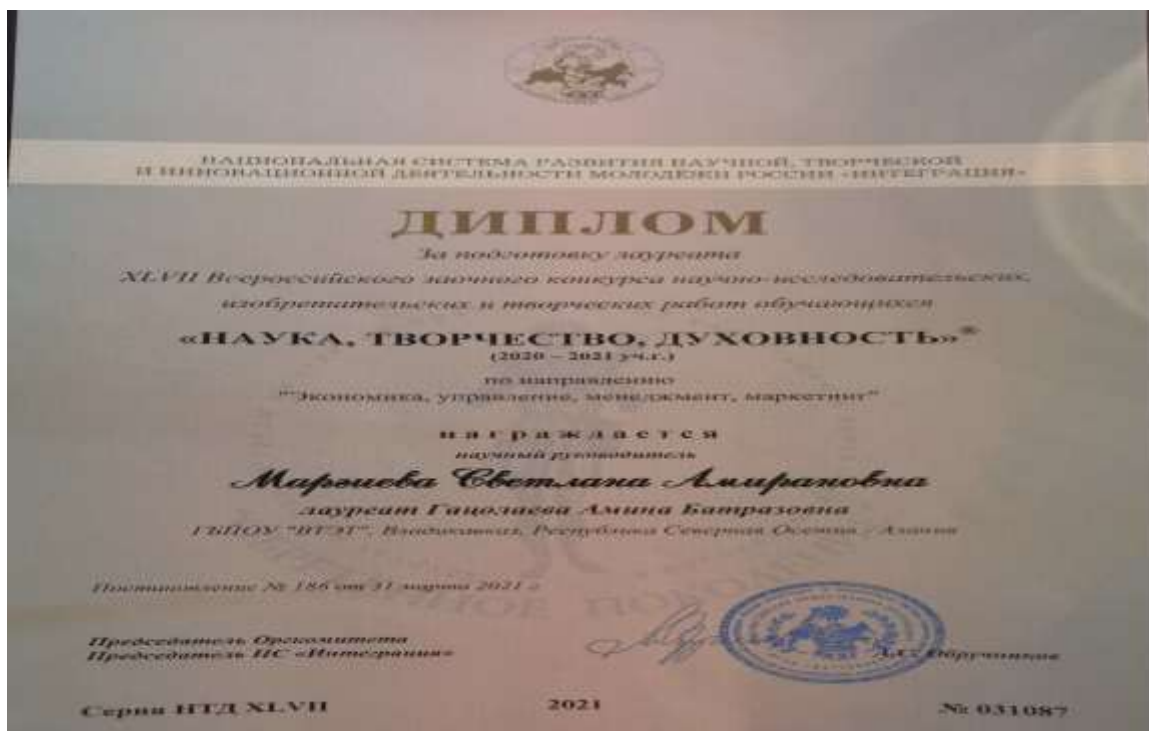 НАЦИОНАЛЬНАЯ СИСТЕМА РАЗВИТИЯ НАУЧНОЙ, ТВОРЧЕСКОЙ
И ИННОВАЦИОННОЙ ДЕЯТЕЛЬНОСТИ МОЛОДЁЖИ РОССИИ «ИНТЕГРАЦИЯ»
ДИПЛОМ
За подготовку лауреата
XLVII Всероссийского заочного конкурса научно-исследовательских,
изобретательских и творческих работ обучающихся
«НАУКА, ТВОРЧЕСТВО, ДУХОВНОСТЬ»®
(2020 – 2021 уч.г.)
по направлению
""Экономика, управление, менеджмент, маркетинг"
награждается
научный руководитель
Маргиева Светлана Амирановна
лауреат Гацолаева Амина Батразовна
ГБПОУ "ВТЭТ", Владикавказ, Республика Северная Осетия - Алания
Постановление № 186 от 31 марта 2021 г.
Председатель Оргкомитета
Председатель НС «Интеграция»
А.С. Обручников
Серия НТД XLVII
2021
№ 031087